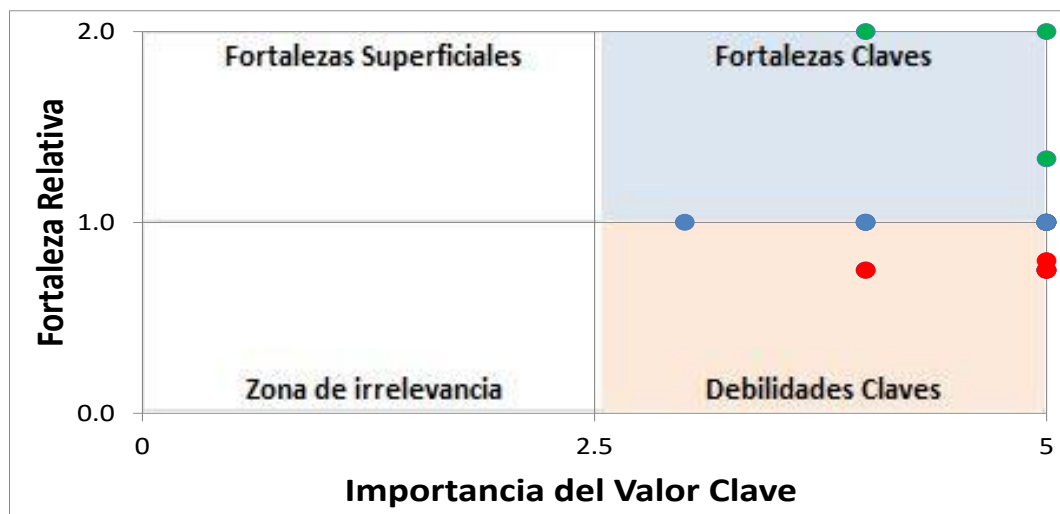 2.0
Fortalezas Superficiales
Fortalezas Claves
Fortaleza Relativa
1.0
Zona de irrelevancia
Debilidades Claves
0.0
0
2.5
5
Importancia del Valor Clave